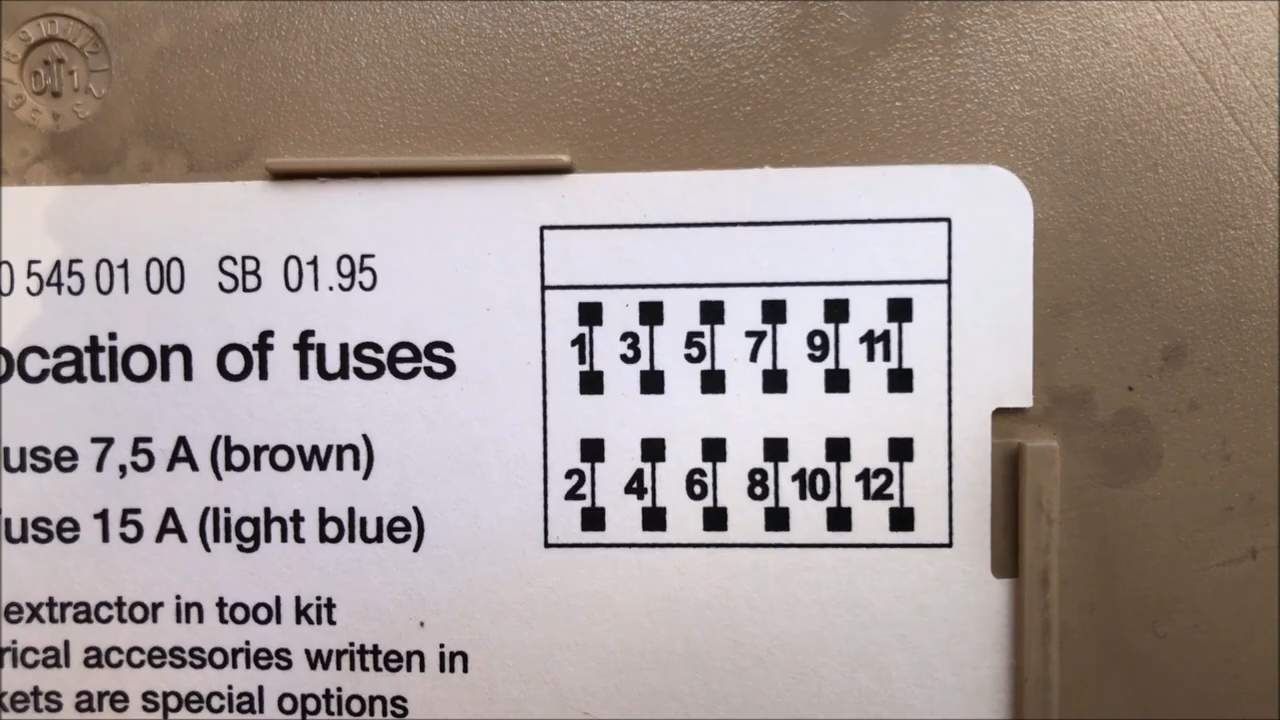 0 545 01 00 SB 01.95
ocation of fuses
use 7,5 A (brown)
use 15 A (light blue)
extractor in tool kit
rical accessories written in
kets are special options
1 3 5 7 9 11
2 4 6 8 10 12